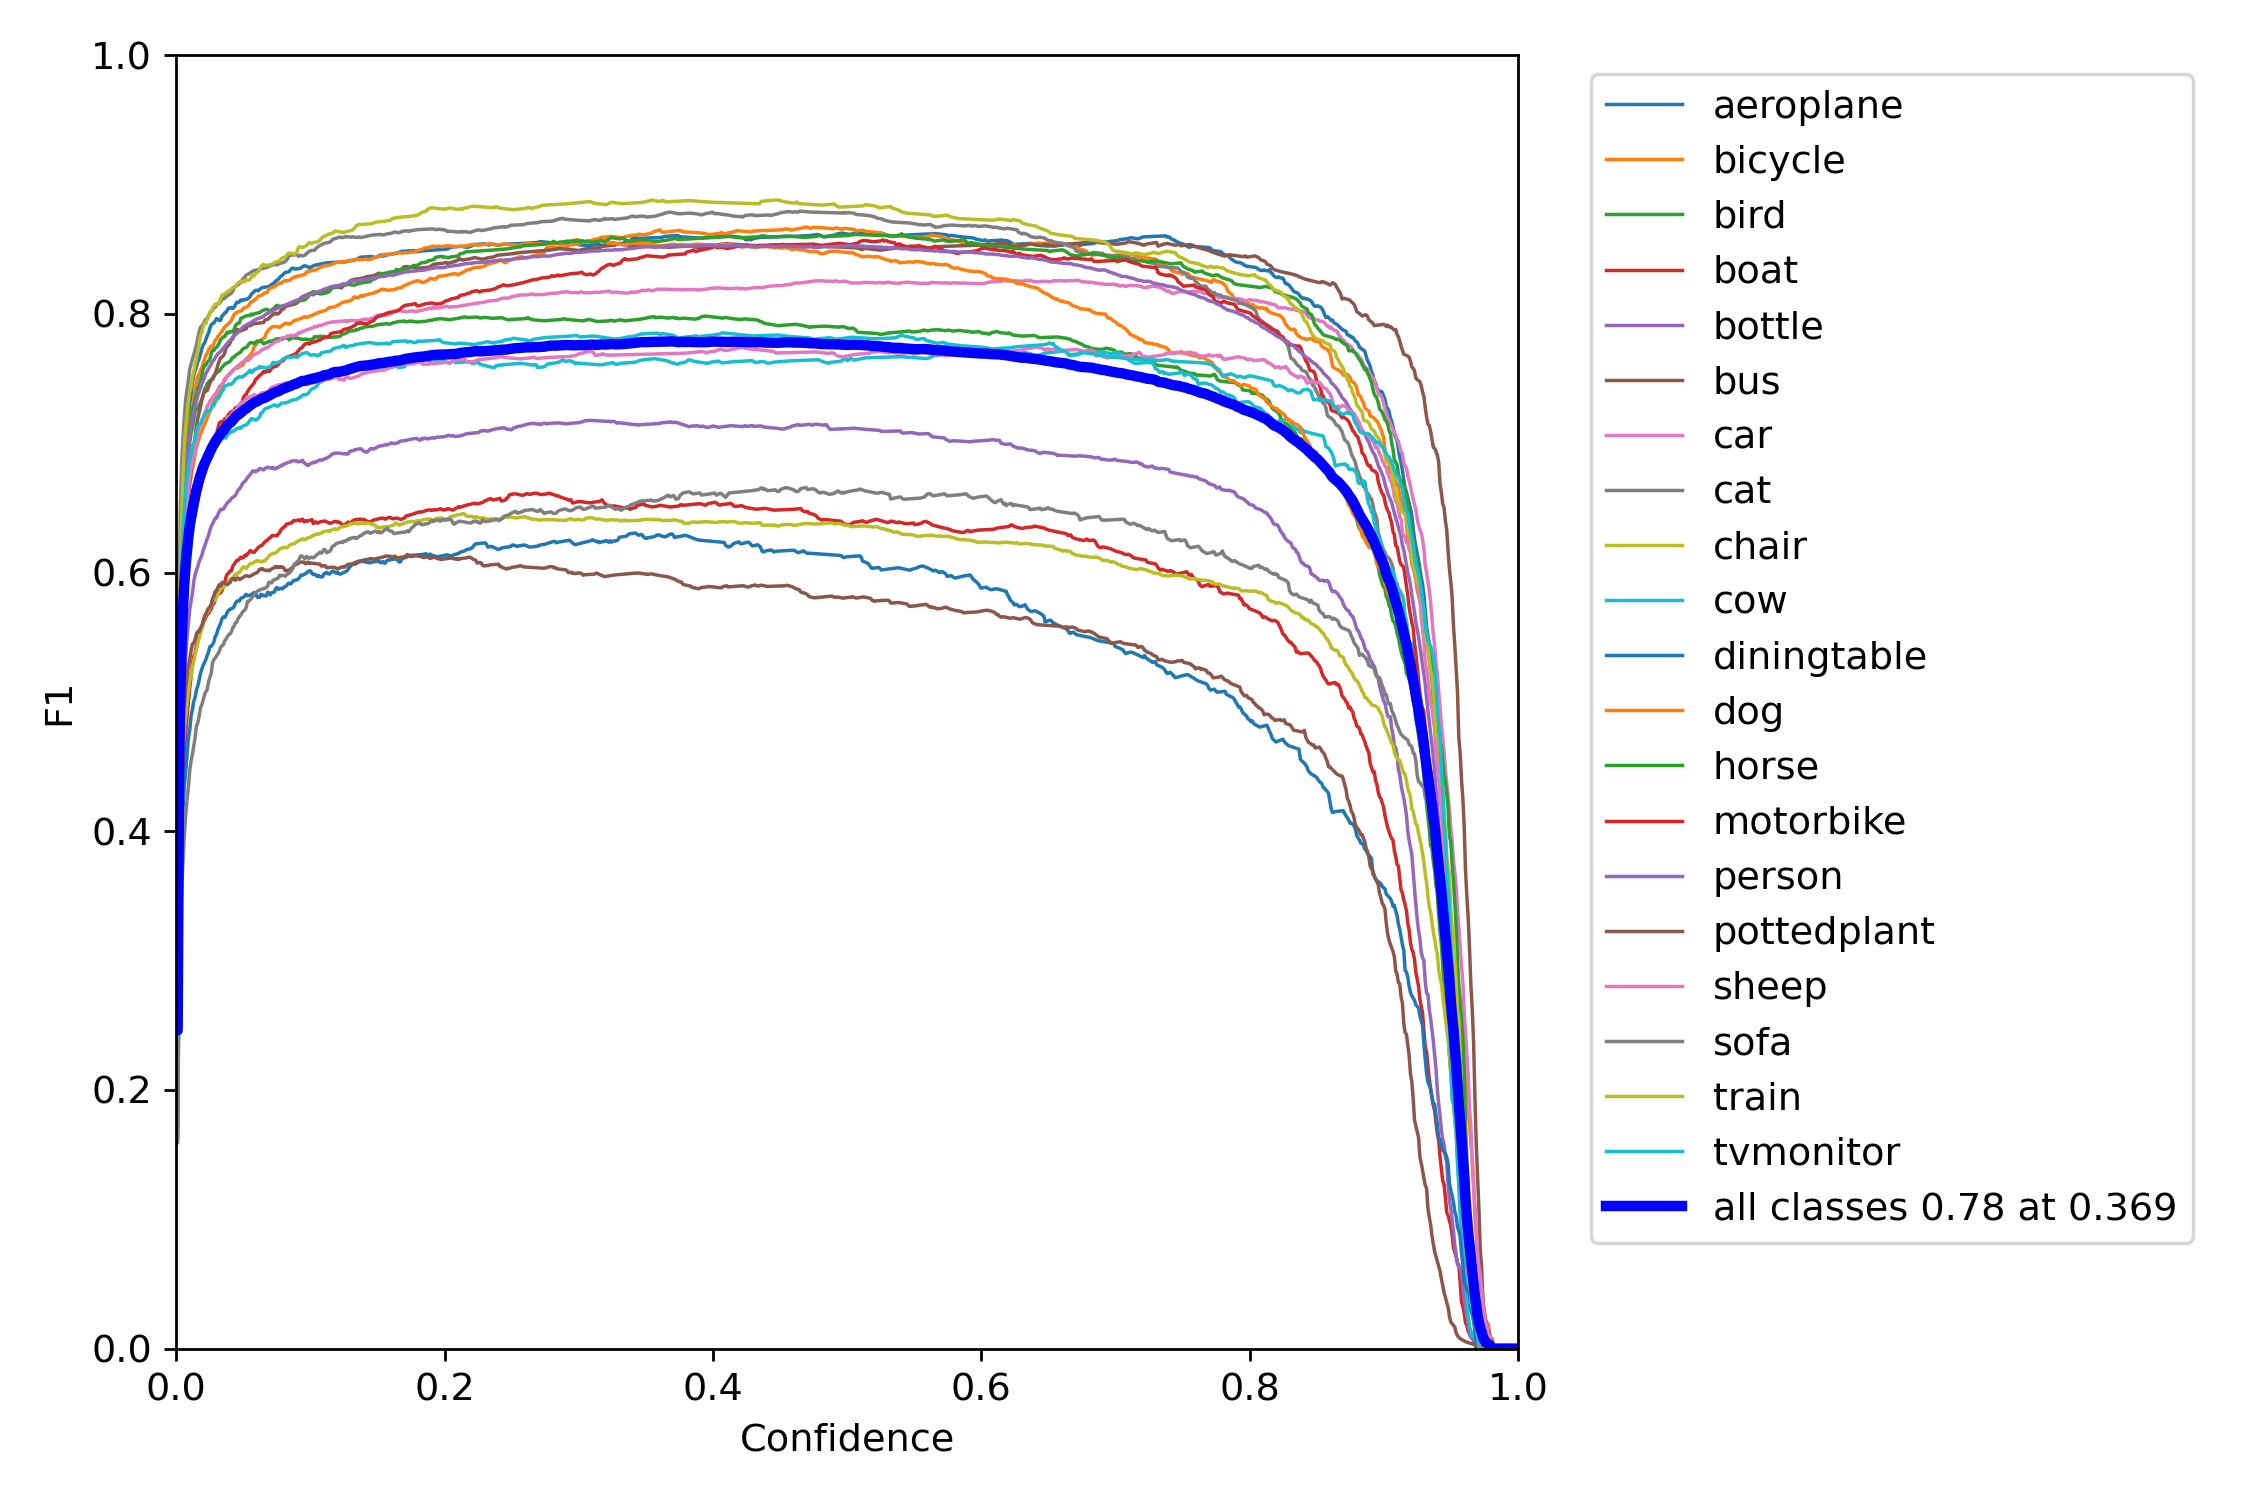 1.0
0.8
0.6
0.4
0.2
0.0
F1
0.0 0.2 0.4 0.6 0.8 1.0
Confidence
aeroplane
bicycle
bird
boat
bottle
bus
car
cat
chair
cow
diningtable
dog
horse
motorbike
person
pottedplant
sheep
sofa
train
tvmonitor
all classes 0.78 at 0.369